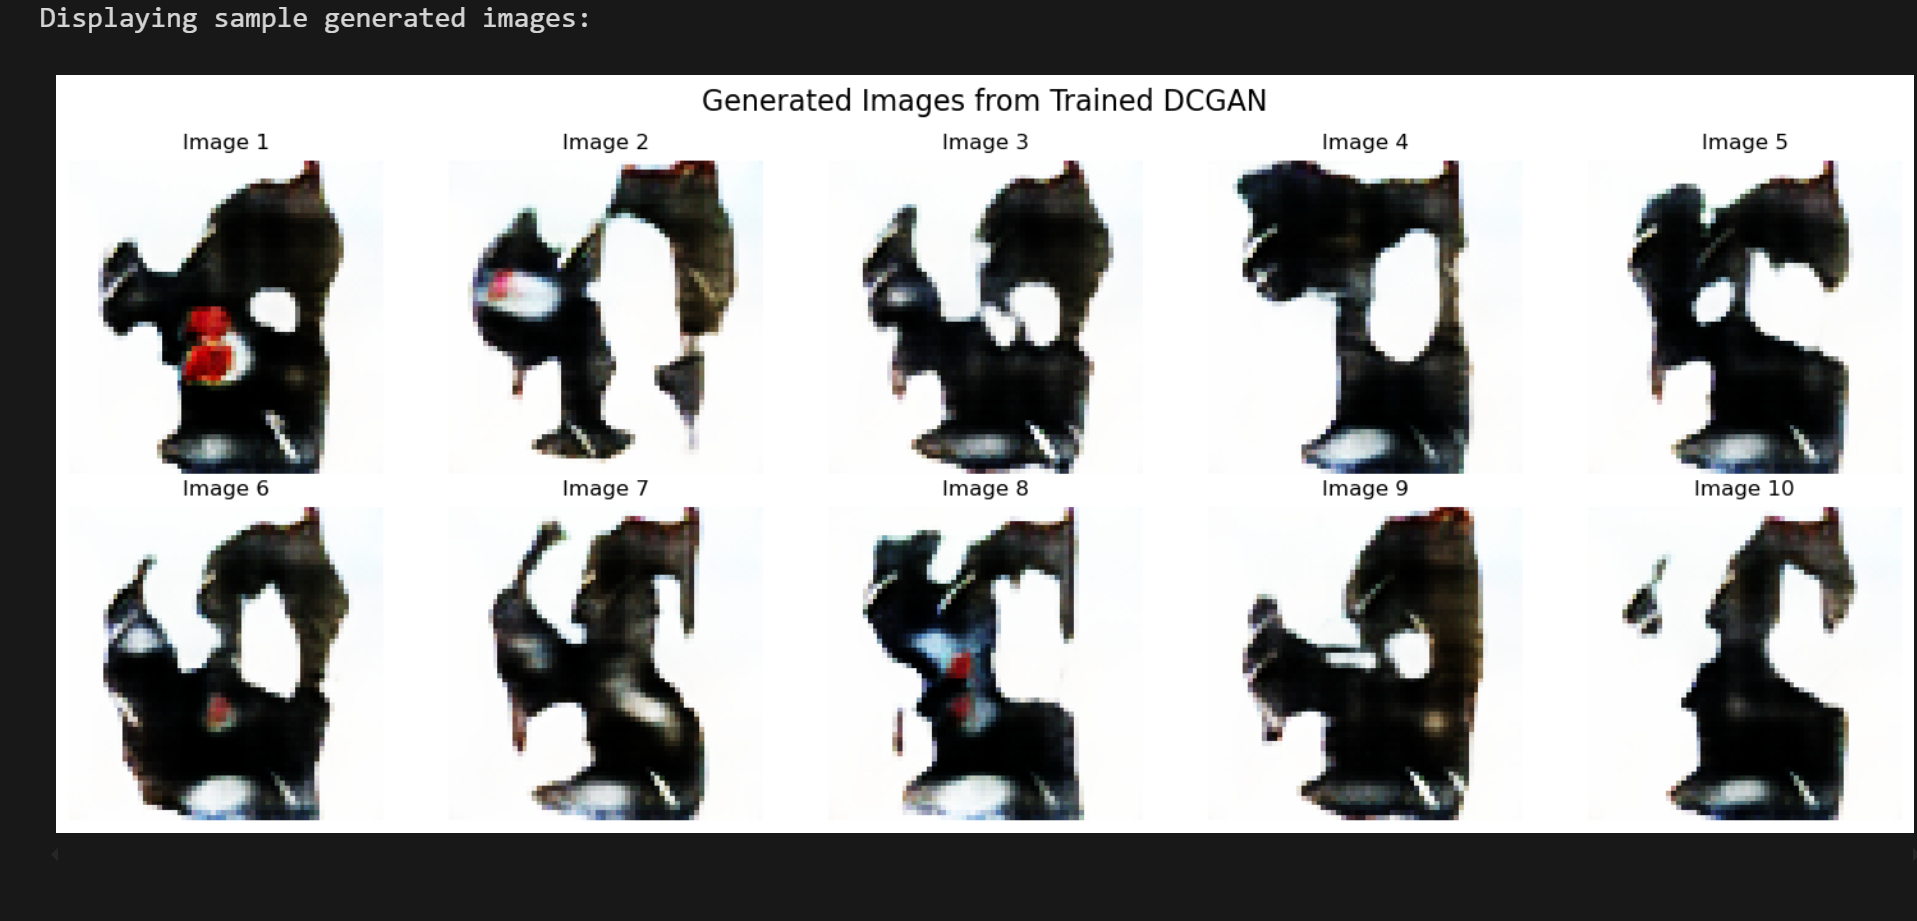 Displaying sample generated images:
Generated Images from Trained DCGAN
Image 1
Image 2
Image 3
Image 4
Image 5
Image 6
Image 7
Image 8
Image 9
Image 10